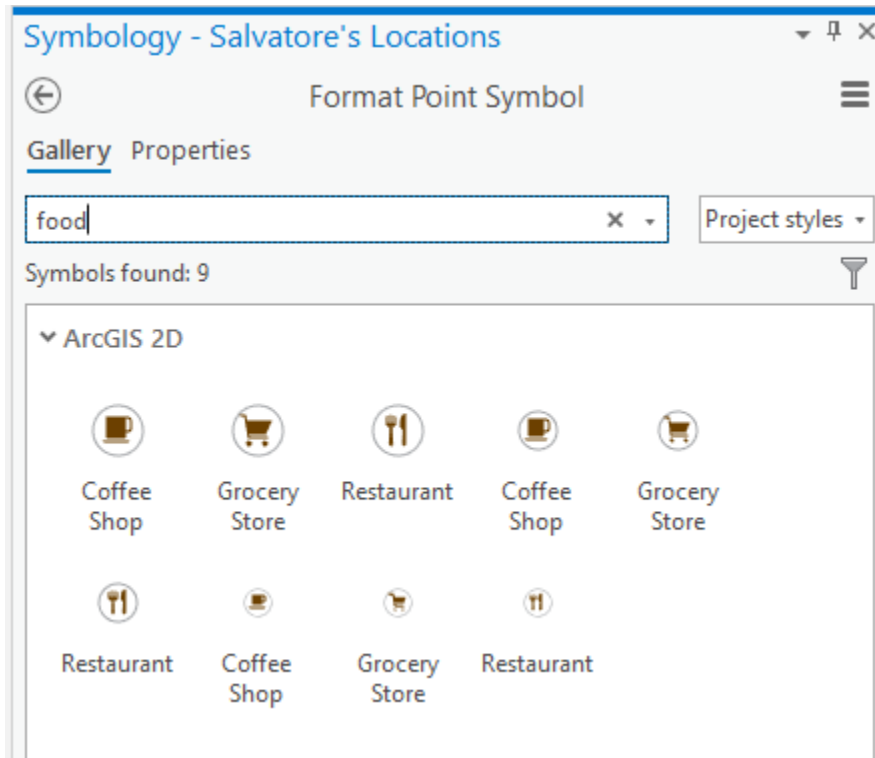 Symbology - Salvatore's Locations
Format Point Symbol
Gallery Properties
food
Project styles
Symbols found: 9
ArcGIS 2D
Coffee Grocery Restaurant Coffee Grocery
Shop Store Shop Store
Restaurant Coffee Grocery Restaurant
Shop Store